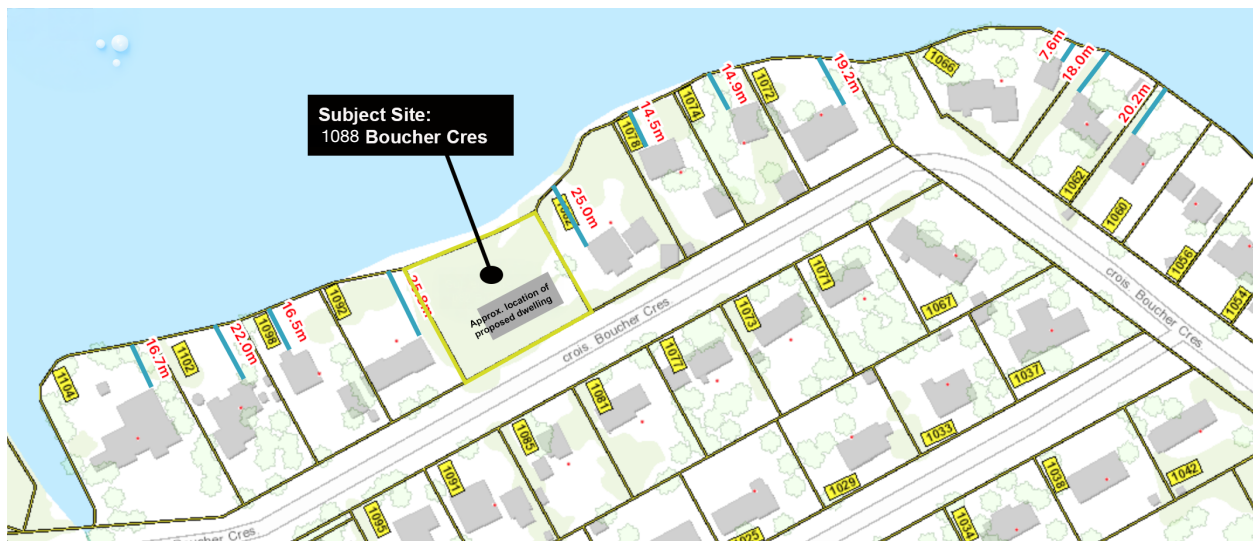 7.6m
18.0m
20.2m
19.2m
14.9m
14.5m
25.0m
1066
1072
1074
1078
Subject Site:
1088 Boucher Cres
1092
16.5m
22.0m
16.7m
1098
1102
1104
Approx. location of
proposed dwelling
crois. Boucher Cres.
crois. Boucher Cres
1062
1060
1056
1054
1071
1067
1073
1077
1081
1085
1091
1095
1037
1033
1029
1025
1042
1038
1034
Boucher Cres.